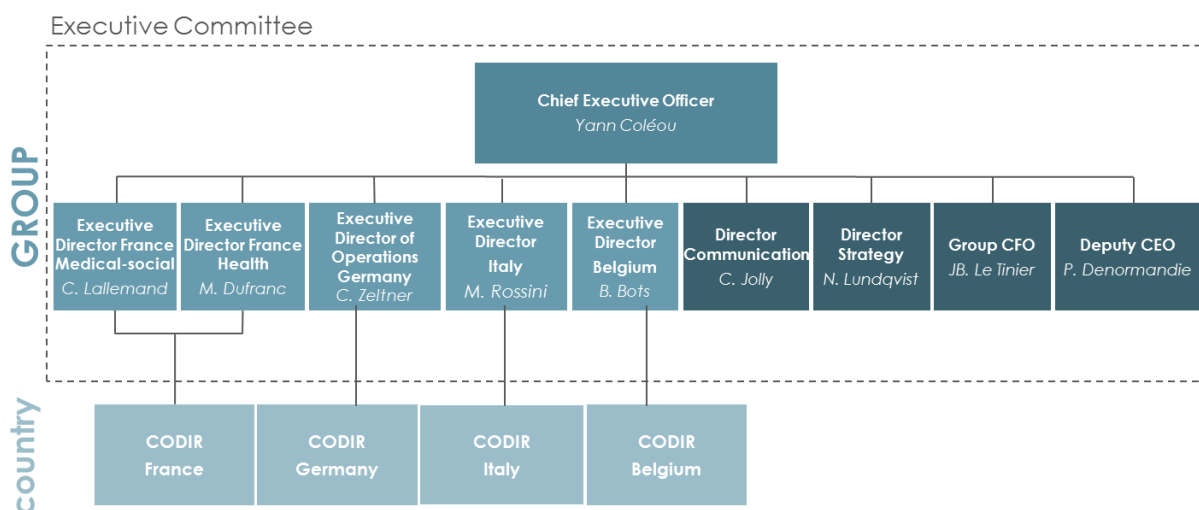 Executive Committee
GROUP
Chief Executive Officer
Yann Coléou
Executive
Director France
Medical-social
C. Lallemand
Executive
Director France
Health
M. Dufranc
Executive
Director of
Operations
Germany
C. Zeltner
Executive
Director
Italy
M. Rossini
Executive
Director
Belgium
B. Bots
Director
Communication
C. Jolly
Director
Strategy
N. Lundqvist
Group CFO
JB. Le Tinier
Deputy CEO
P. Denormandie
country
CODIR
France
CODIR
Germany
CODIR
Italy
CODIR
Belgium